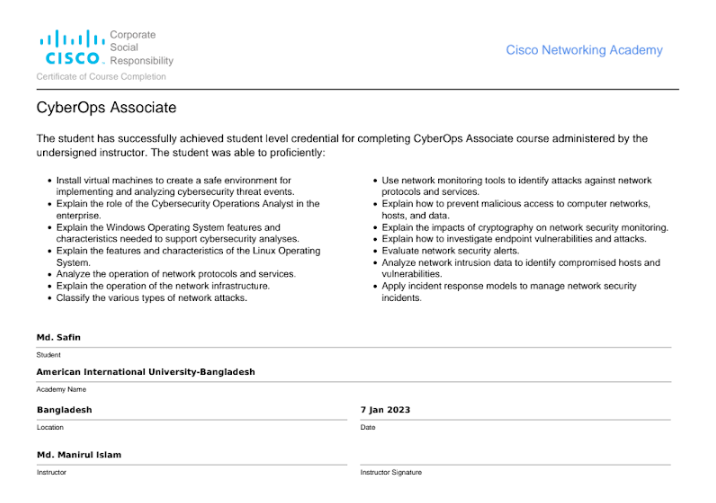 Corporate
Social
Responsibility
CISCO.
Cisco Networking Academy
Certificate of Course Completion
CyberOps Associate
The student has successfully achieved student level credential for completing CyberOps Associate course administered by the
undersigned instructor. The student was able to proficiently:
• Install virtual machines to create a safe environment for
implementing and analyzing cybersecurity threat events.
• Explain the role of the Cybersecurity Operations Analyst in the
enterprise.
• Explain the Windows Operating System features and
characteristics needed to support cybersecurity analyses.
• Explain the features and characteristics of the Linux Operating
System.
• Analyze the operation of network protocols and services.
• Explain the operation of the network infrastructure.
• Classify the various types of network attacks.
• Use network monitoring tools to identify attacks against network
protocols and services.
• Explain how to prevent malicious access to computer networks,
hosts, and data.
• Explain the impacts of cryptography on network security monitoring.
• Explain how to investigate endpoint vulnerabilities and attacks.
• Evaluate network security alerts.
• Analyze network intrusion data to identify compromised hosts and
vulnerabilities.
• Apply incident response models to manage network security
incidents.
Md. Safin
Student
American International University-Bangladesh
Academy Name
Bangladesh
Location
7 Jan 2023
Date
Md. Manirul Islam
Instructor
Instructor Signature